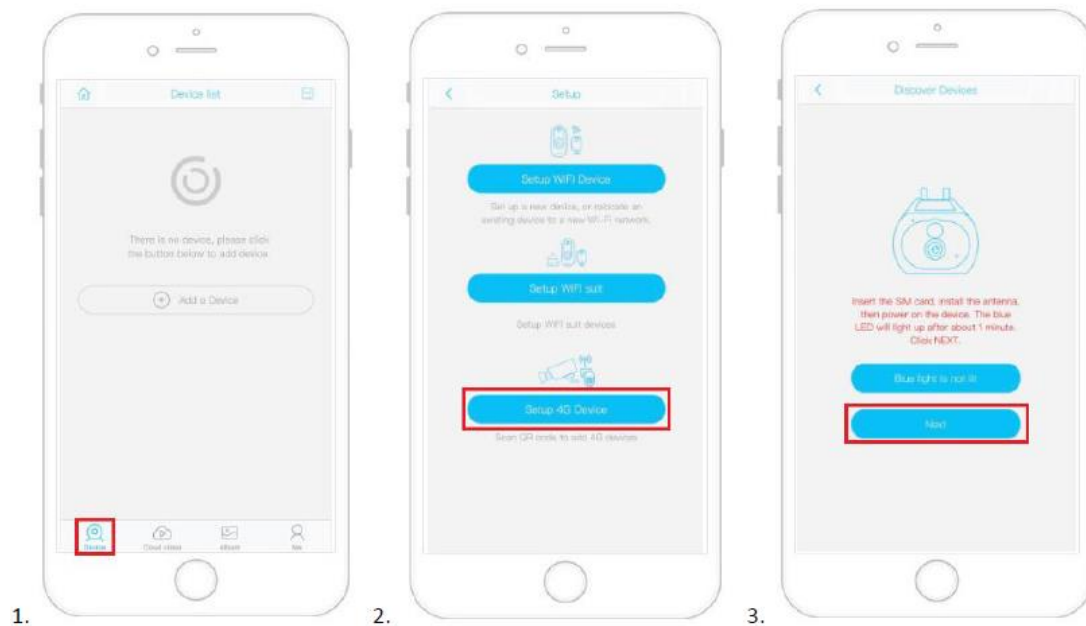 Device list
There is no device, please click
the button below to add device
Add a Device
Device
Cloud video
Album
Me
1.
Setup
Setup WIFI Device
Set up a new device, or relocate an
existing device to a new Wi-Fi network.
Setup WIFI suit
Setup WIFI suit devices
Setup 4G Device
Scan QR code to add 4G devices
2.
Discover Devices
Insert the SIM card, install the antenna,
then power on the device. The blue
LED will light up after about 1 minute.
Click NEXT.
Blue light is not lit
Next
3.